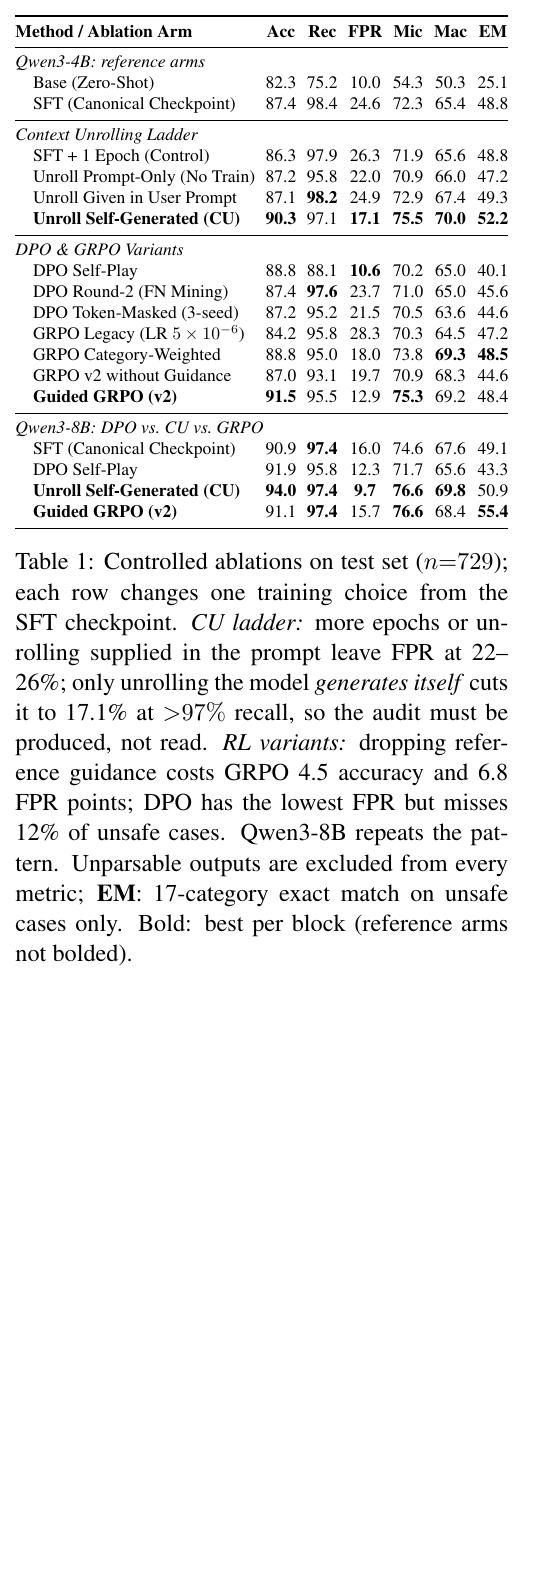 Method / Ablation Arm Acc Rec FPR Mic Mac EM
Qwen3-4B: reference arms
Base (Zero-Shot) 82.3 75.2 10.0 54.3 50.3 25.1
SFT (Canonical Checkpoint) 87.4 98.4 24.6 72.3 65.4 48.8
Context Unrolling Ladder
SFT + 1 Epoch (Control) 86.3 97.9 26.3 71.9 65.6 48.8
Unroll Prompt-Only (No Train) 87.2 95.8 22.0 70.9 66.0 47.2
Unroll Given in User Prompt 87.1 98.2 24.9 72.9 67.4 49.3
Unroll Self-Generated (CU) 90.3 97.1 17.1 75.5 70.0 52.2
DPO & GRPO Variants
DPO Self-Play 88.8 88.1 10.6 70.2 65.0 40.1
DPO Round-2 (FN Mining) 87.4 97.6 23.7 71.0 65.0 45.6
DPO Token-Masked (3-seed) 87.2 95.2 21.5 70.5 63.6 44.6
GRPO Legacy (LR 5 × 10⁻⁶) 84.2 95.8 28.3 70.3 64.5 47.2
GRPO Category-Weighted 88.8 95.0 18.0 73.8 69.3 48.5
GRPO v2 without Guidance 87.0 93.1 19.7 70.9 68.3 44.6
Guided GRPO (v2) 91.5 95.5 12.9 75.3 69.2 48.4
Qwen3-8B: DPO vs. CU vs. GRPO
SFT (Canonical Checkpoint) 90.9 97.4 16.0 74.6 67.6 49.1
DPO Self-Play 91.9 95.8 12.3 71.7 65.6 43.3
Unroll Self-Generated (CU) 94.0 97.4 9.7 76.6 69.8 50.9
Guided GRPO (v2) 91.1 97.4 15.7 76.6 68.4 55.4
Table 1: Controlled ablations on test set (n=729);
each row changes one training choice from the
SFT checkpoint. CU ladder: more epochs or un-
rolling supplied in the prompt leave FPR at 22–
26%; only unrolling the model generates itself cuts
it to 17.1% at >97% recall, so the audit must be
produced, not read. RL variants: dropping refer-
ence guidance costs GRPO 4.5 accuracy and 6.8
FPR points; DPO has the lowest FPR but misses
12% of unsafe cases. Qwen3-8B repeats the pat-
tern. Unparsable outputs are excluded from every
metric; EM: 17-category exact match on unsafe
cases only. Bold: best per block (reference arms
not bolded).